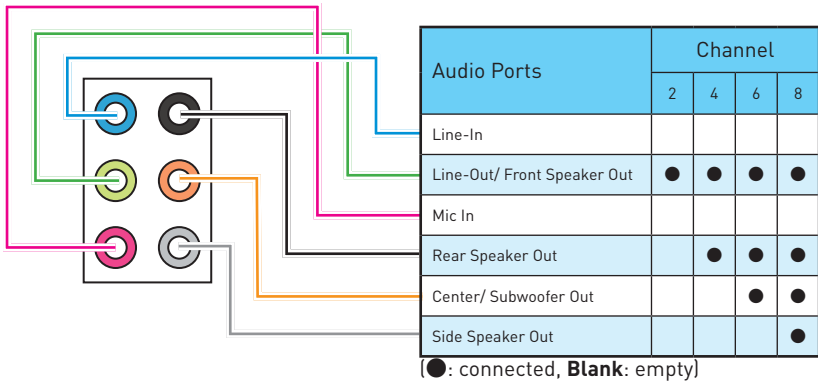 Audio Ports
Channel
2 4 6 8
Line-In
Line-Out/ Front Speaker Out ● ● ● ●
Mic In
Rear Speaker Out ● ● ●
Center/ Subwoofer Out ● ●
Side Speaker Out ●
(●: connected, Blank: empty)